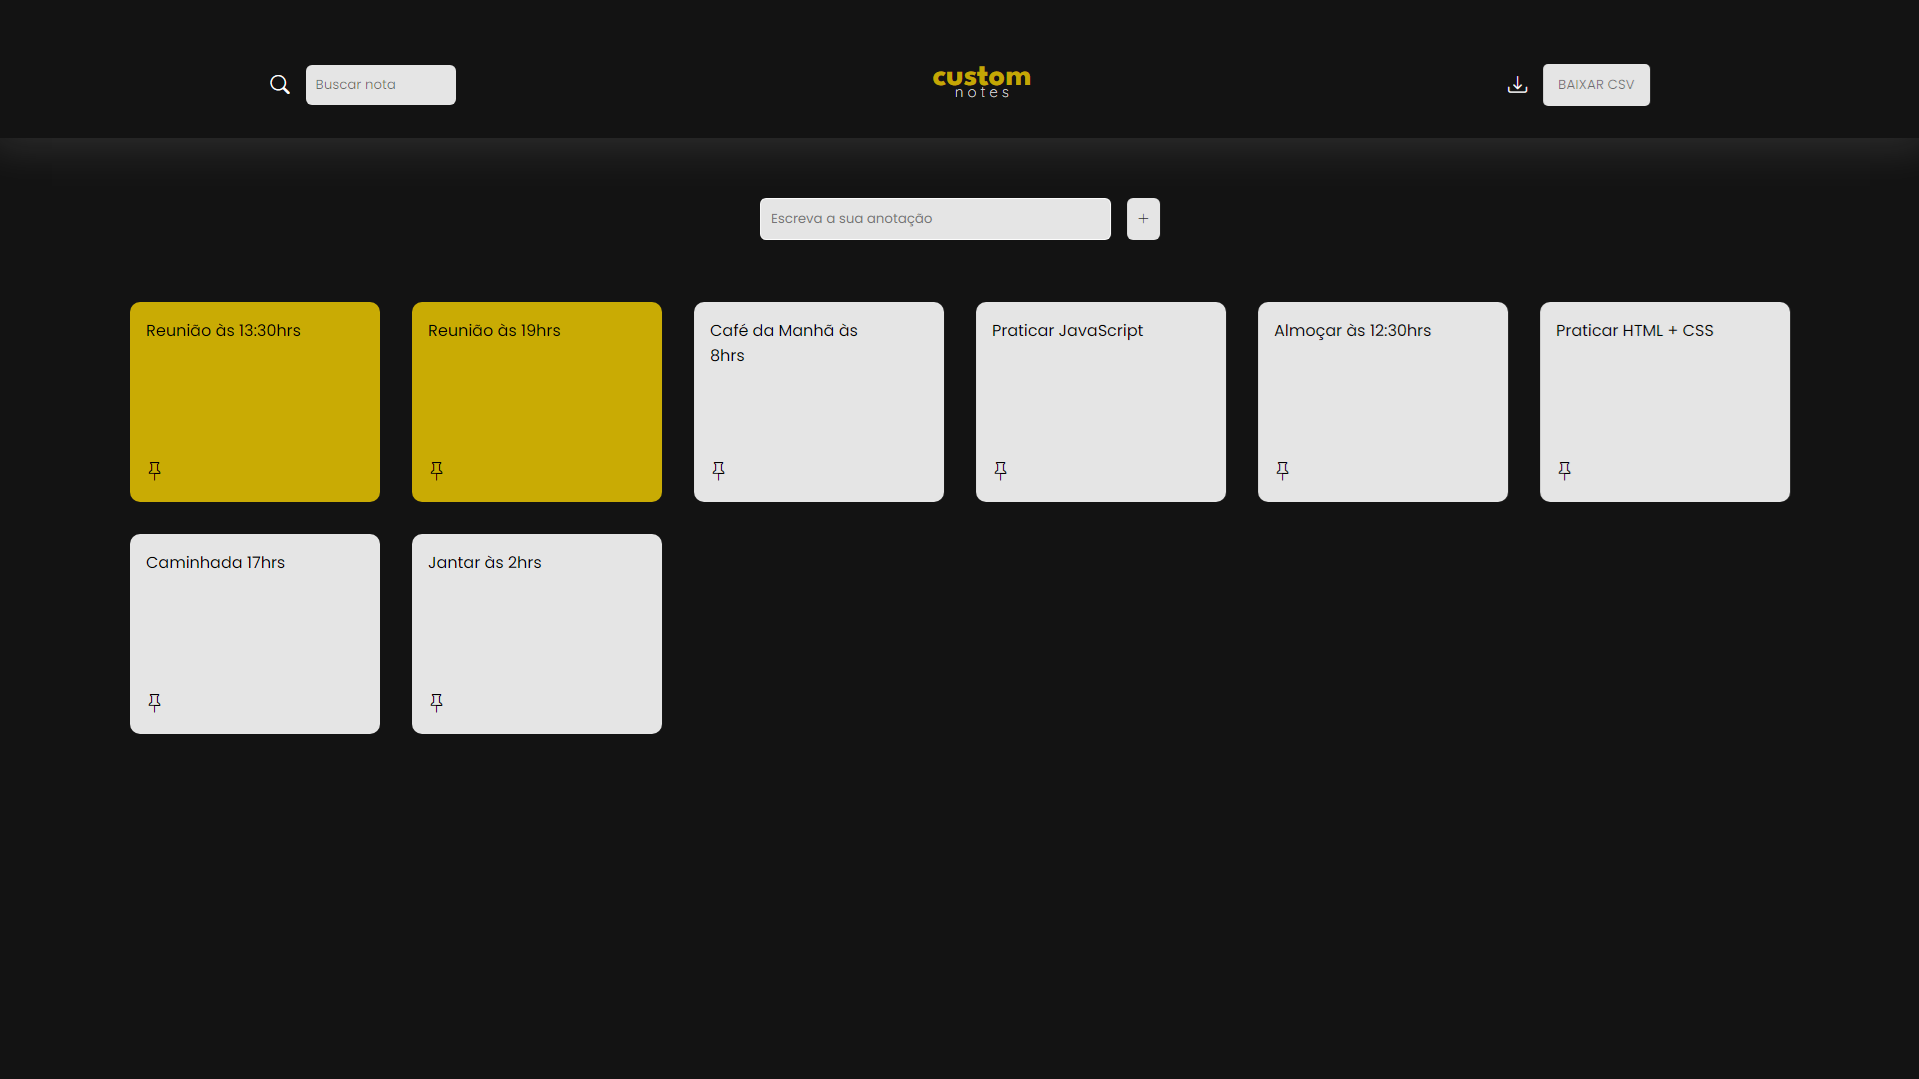 Buscar nota
custom
notes
BAIXAR CSV
Escreva a sua anotação
+
Reunião às 13:30hrs
Reunião às 19hrs
Café da Manhã às
8hrs
Praticar JavaScript
Almoçar às 12:30hrs
Praticar HTML + CSS
Caminhada 17hrs
Jantar às 2hrs